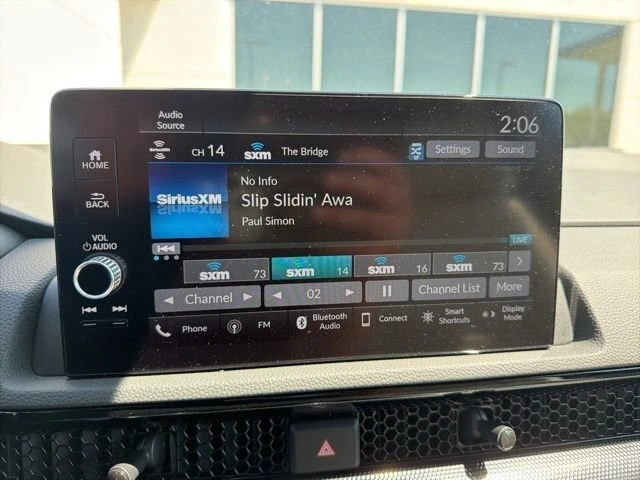 Audio
Source
2:06
HOME
SiriusXM
CH 14
sxm
The Bridge
Settings
Sound
BACK
SiriusXM
No Info
Slip Slidin' Awa
Paul Simon
VOL
AUDIO
LIVE
sxm 73
sxm 14
sxm 16
sxm 73
Channel
02
Channel List
More
Phone
FM
Bluetooth
Audio
Connect
Smart
Shortcuts
Display
Mode